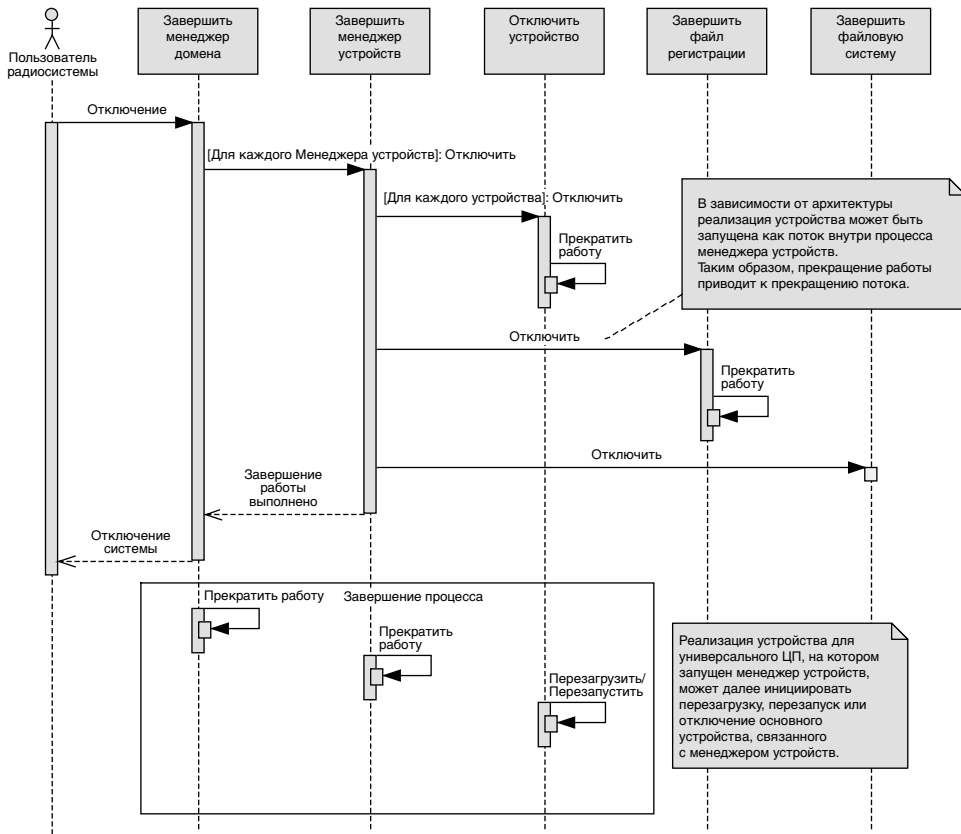 Пользователь
радиосистемы
Завершить
менеджер
домена
Завершить
менеджер
устройств
Отключить
устройство
Завершить
файл
регистрации
Завершить
файловую
систему
Отключение
[Для каждого Менеджера устройств]: Отключить
[Для каждого устройства]: Отключить
Прекратить
работу
В зависимости от архитектуры
реализация устройства может быть
запущена как поток внутри процесса
менеджера устройств.
Таким образом, прекращение работы
приводит к прекращению потока.
Отключить
Прекратить
работу
Отключить
Завершение
работы
выполнено
Отключение
системы
Прекратить работу
Завершение процесса
Прекратить
работу
Перезагрузить/
Перезапустить
Реализация устройства для
универсального ЦП, на котором
запущен менеджер устройств,
может далее инициировать
перезагрузку, перезапуск или
отключение основного
устройства, связанного
с менеджером устройств.